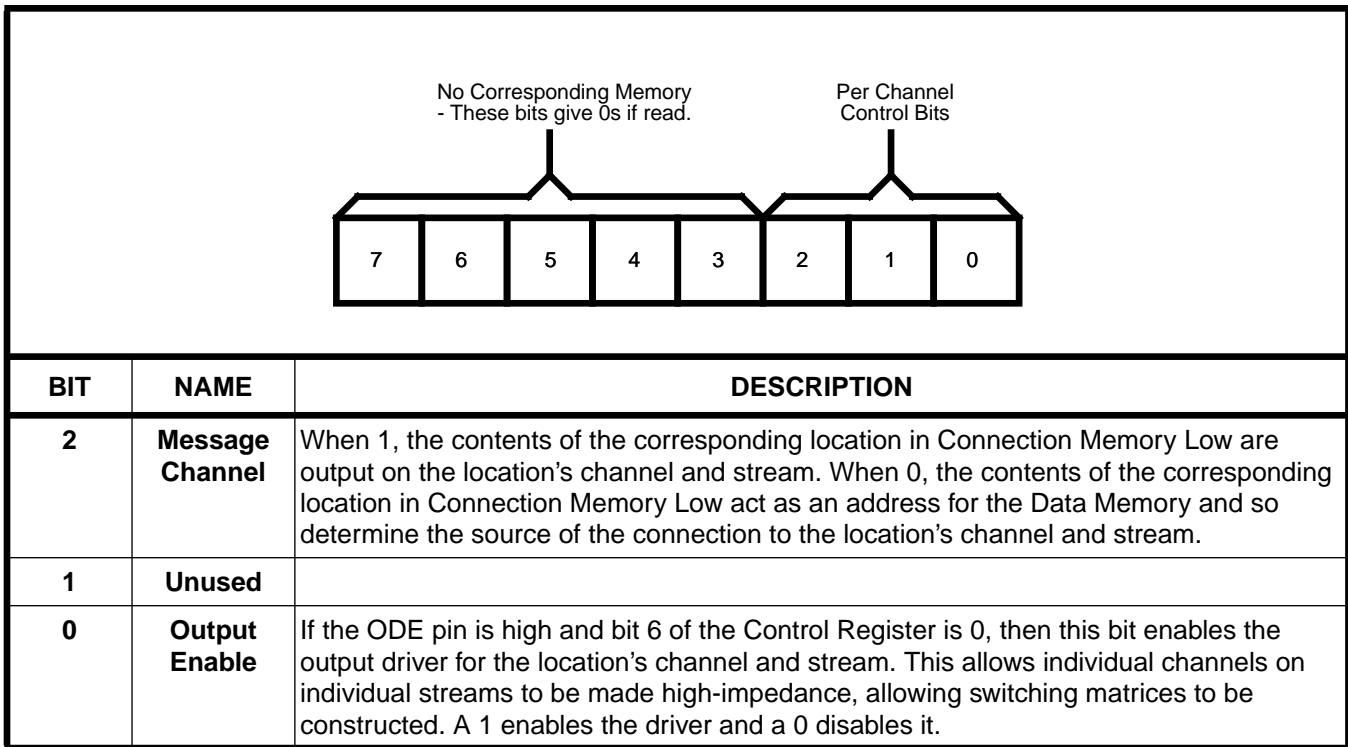 No Corresponding Memory
- These bits give 0s if read.
Per Channel
Control Bits
7 6 5 4 3 2 1 0
BIT NAME DESCRIPTION
2 Message Channel When 1, the contents of the corresponding location in Connection Memory Low are
output on the location's channel and stream. When 0, the contents of the corresponding
location in Connection Memory Low act as an address for the Data Memory and so
determine the source of the connection to the location's channel and stream.
1 Unused
0 Output Enable If the ODE pin is high and bit 6 of the Control Register is 0, then this bit enables the
output driver for the location's channel and stream. This allows individual channels on
individual streams to be made high-impedance, allowing switching matrices to be
constructed. A 1 enables the driver and a 0 disables it.